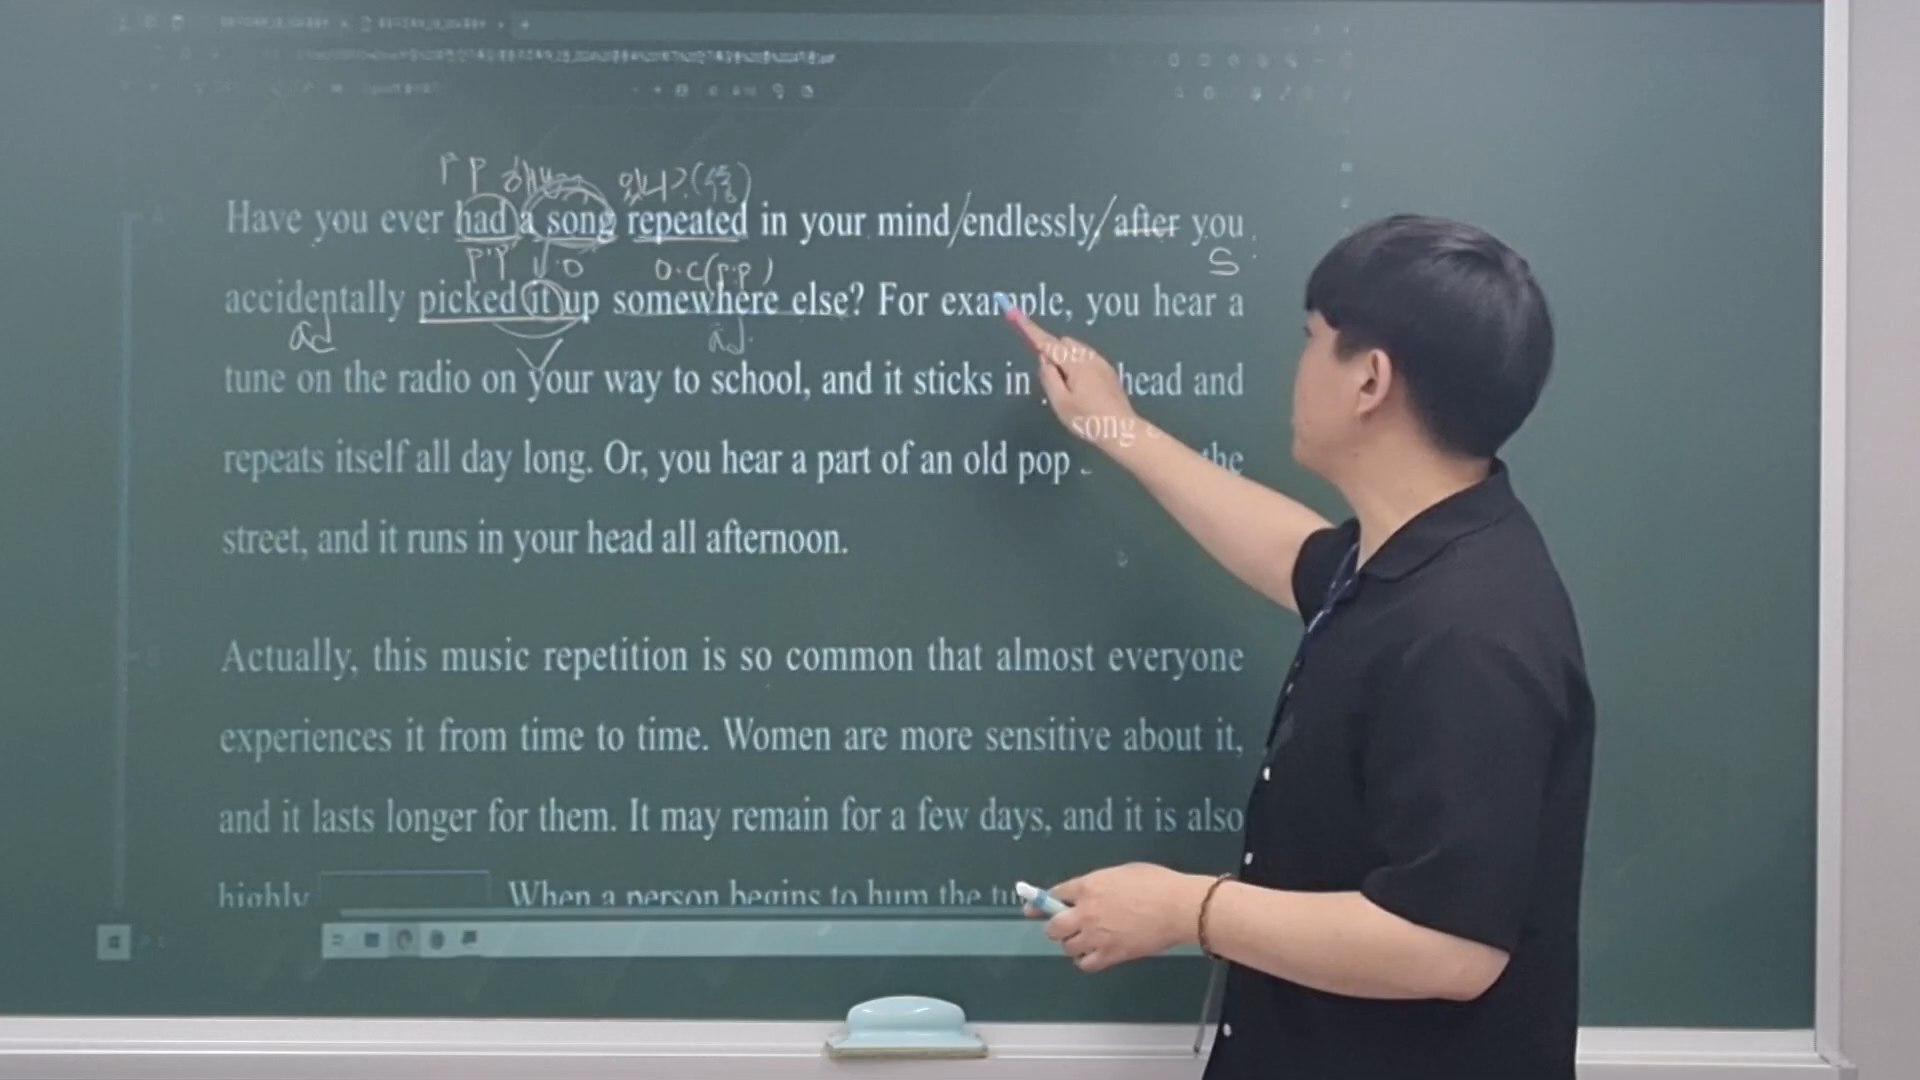 P P 해본 있니?(수동)
Have you ever had a song repeated in your mind/endlessly,/after you
P.P V.O O.C(P.P) S
accidentally picked it up somewhere else? For example, you hear a
ad V ad.
tune on the radio on your way to school, and it sticks in your head and
repeats itself all day long. Or, you hear a part of an old pop song the
street, and it runs in your head all afternoon.
Actually, this music repetition is so common that almost everyone
experiences it from time to time. Women are more sensitive about it,
and it lasts longer for them. It may remain for a few days, and it is also
highly When a person begins to hum the